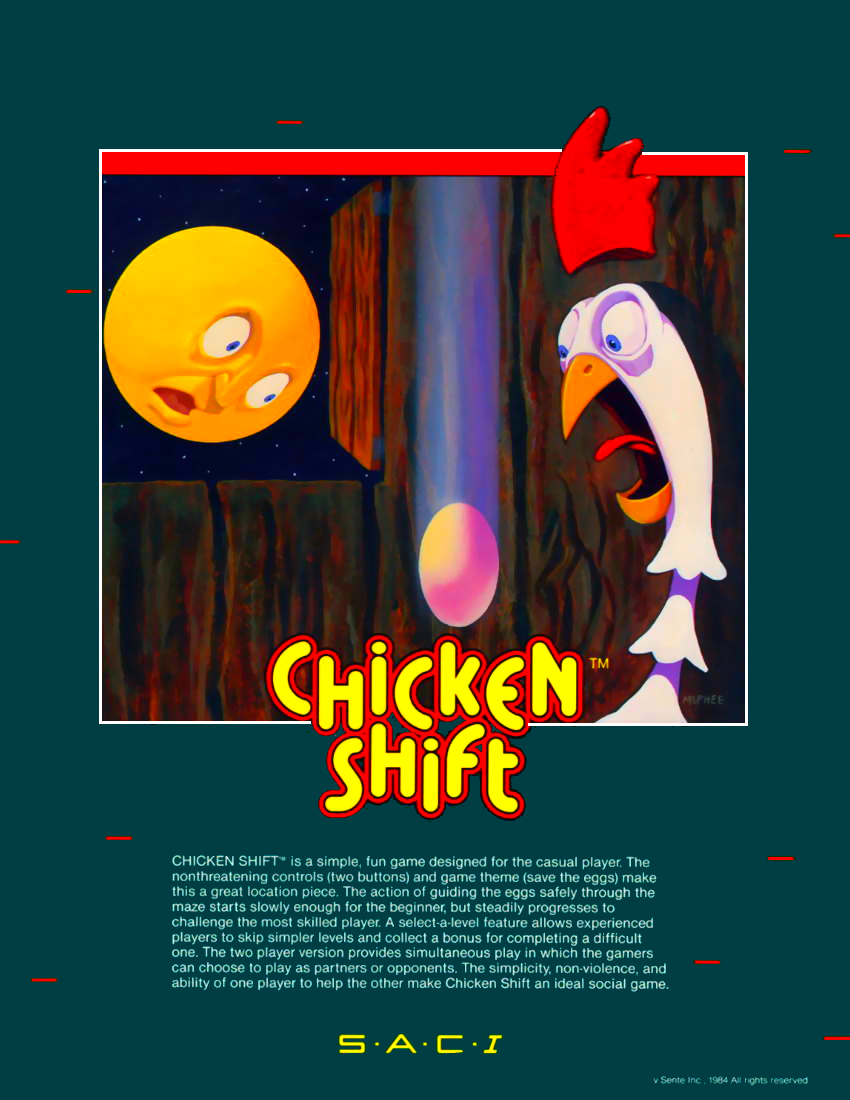 McPHEE
CHICKEN
SHIFT
TM
CHICKEN SHIFT™ is a simple, fun game designed for the casual player. The
nonthreatening controls (two buttons) and game theme (save the eggs) make
this a great location piece. The action of guiding the eggs safely through the
maze starts slowly enough for the beginner, but steadily progresses to
challenge the most skilled player. A select-a-level feature allows experienced
players to skip simpler levels and collect a bonus for completing a difficult
one. The two player version provides simultaneous play in which the gamers
can choose to play as partners or opponents. The simplicity, non-violence, and
ability of one player to help the other make Chicken Shift an ideal social game.
S·A·C·I
y Sente Inc., 1984 All rights reserved